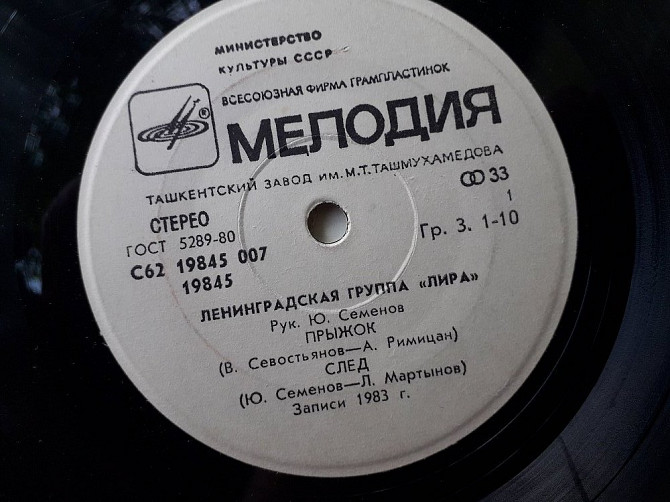 МИНИСТЕРСТВО
КУЛЬТУРЫ СССР
ВСЕСОЮЗНАЯ ФИРМА ГРАМПЛАСТИНОК
®
МЕЛОДИЯ
ТАШКЕНТСКИЙ ЗАВОД ИМ. М.Т.ТАШМУХАМЕДОВА
СТЕРЕО
33
ГОСТ 5289-80
1
С62 19845 007
Гр. 3. 1-10
19845
ЛЕНИНГРАДСКАЯ ГРУППА «ЛИРА»
Рук. Ю. Семенов
ПРЫЖОК
(В. Севостьянов—А. Римицан)
СЛЕД
(Ю. Семенов—Л. Мартынов)
Записи 1983 г.